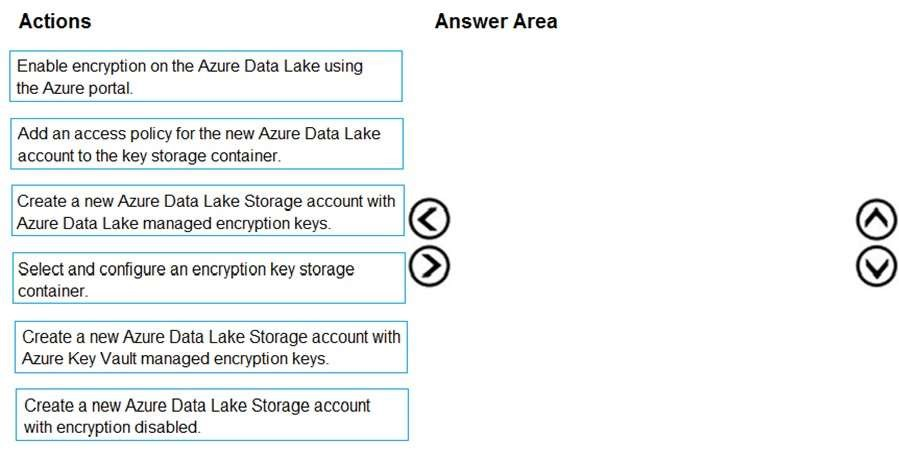 Actions
Answer Area
Enable encryption on the Azure Data Lake using
the Azure portal.
Add an access policy for the new Azure Data Lake
account to the key storage container.
Create a new Azure Data Lake Storage account with
Azure Data Lake managed encryption keys.
Select and configure an encryption key storage
container.
Create a new Azure Data Lake Storage account with
Azure Key Vault managed encryption keys.
Create a new Azure Data Lake Storage account
with encryption disabled.